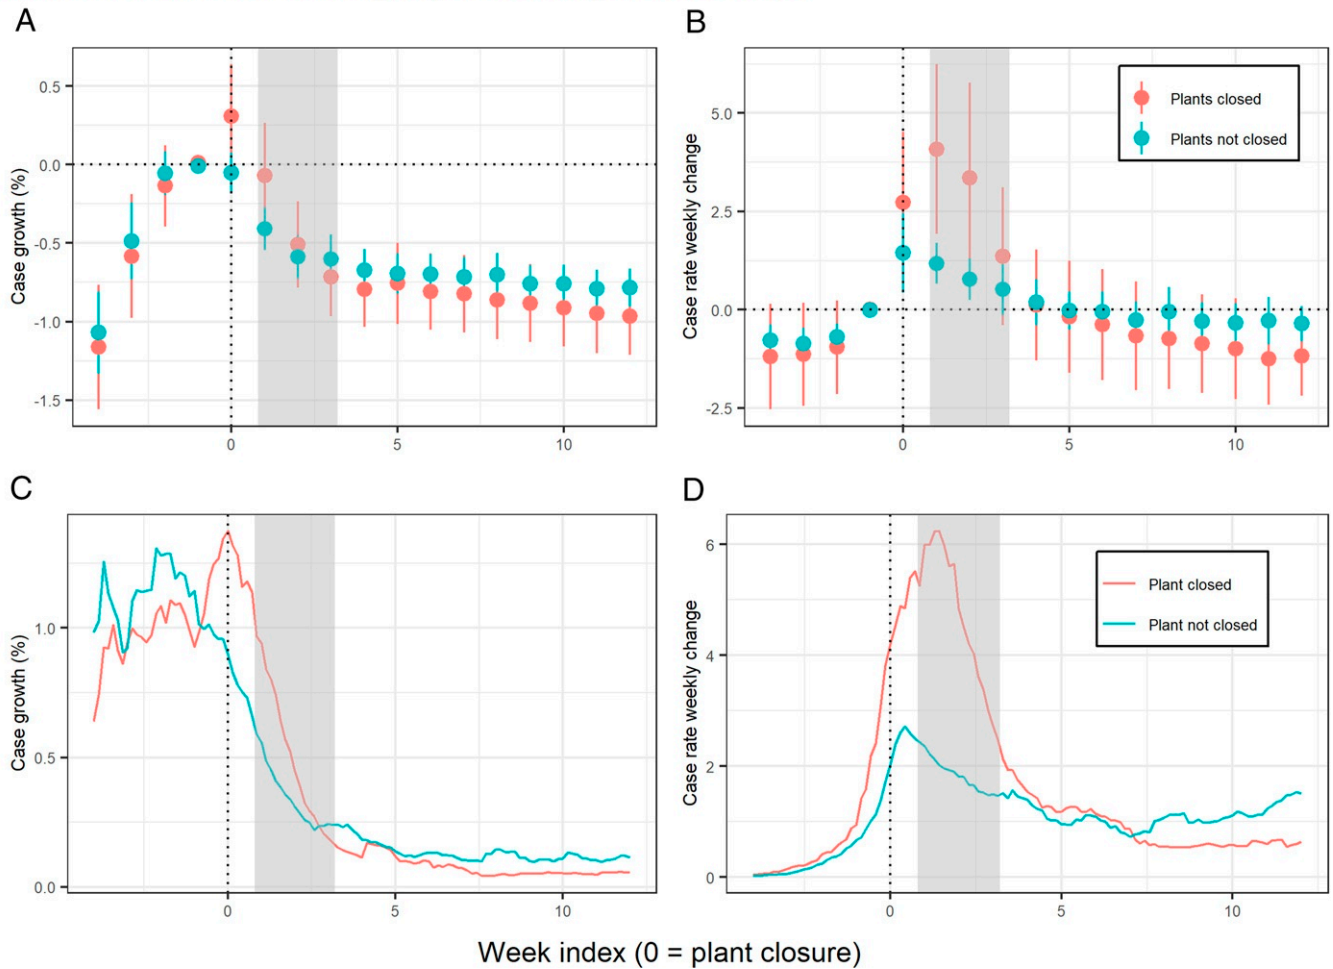 A
B
Case growth (%)
0.5
0.0
-0.5
-1.0
-1.5
0
5
10
Case rate weekly change
5.0
2.5
0.0
-2.5
0
5
10
Plants closed
Plants not closed
C
D
Case growth (%)
1.0
0.5
0.0
0
5
10
Case rate weekly change
6
4
2
0
0
5
10
Plant closed
Plant not closed
Week index (0 = plant closure)